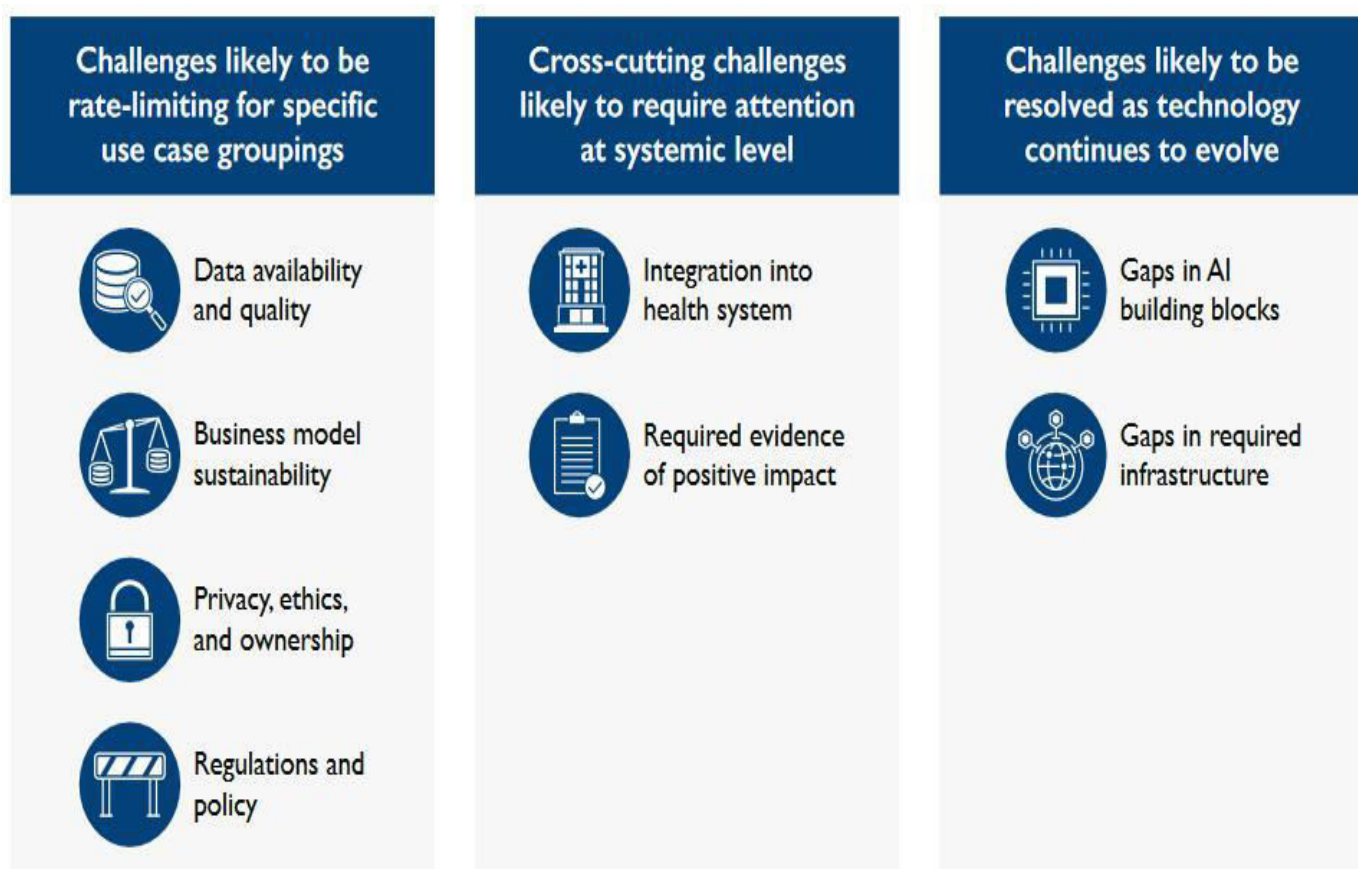 Challenges likely to be
rate-limiting for specific
use case groupings
Data availability
and quality
Business model
sustainability
Privacy, ethics,
and ownership
Regulations and
policy
Cross-cutting challenges
likely to require attention
at systemic level
Integration into
health system
Required evidence
of positive impact
Challenges likely to be
resolved as technology
continues to evolve
Gaps in AI
building blocks
Gaps in required
infrastructure